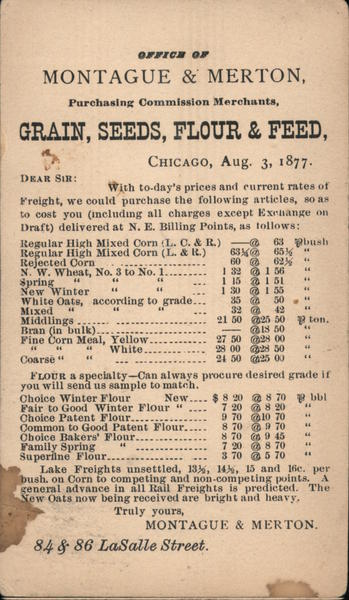 OFFICE OF
MONTAGUE & MERTON,
Purchasing Commission Merchants,
GRAIN, SEEDS, FLOUR & FEED,
CHICAGO, AUG. 3, 1877.
DEAR SIR:
With to-day's prices and current rates of
Freight, we could purchase the following articles, so as
to cost you (including all charges except Exchange on
Draft) delivered at N. E. Billing Points, as follows:
Regular High Mixed Corn (L. C. & R.) —@ 63 ℔bush
Regular High Mixed Corn (L. & R.) 63½@ 65½ "
Rejected Corn 60 @ 62½ "
N. W. Wheat, No. 3 to No. 1 1 32 @ 1 56 "
Spring " " " 1 15 @ 1 51 "
New Winter " " 1 30 @ 1 55 "
White Oats, according to grade 35 @ 50 "
Mixed " " " 32 @ 42 "
Middlings 21 50 @25 50 ℔ ton.
Bran (in bulk) —@18 50 "
Fine Corn Meal, Yellow 27 50 @28 00 "
" " " White 28 00 @28 50 "
Coarse " " 24 50 @25 00 "
FLOUR a specialty—Can always procure desired grade if
you will send us sample to match.
Choice Winter Flour New $ 8 20 @ 8 70 ℔ bbl
Fair to Good Winter Flour " 7 20 @ 8 20 "
Choice Patent Flour 9 70 @10 70 "
Common to Good Patent Flour 8 70 @ 9 70 "
Choice Bakers' Flour 8 70 @ 9 45 "
Family Spring " 7 20 @ 8 70 "
Superfine Flour 3 70 @ 5 70 "
Lake Freights unsettled, 13½, 14½, 15 and 16c. per
bush. on Corn to competing and non-competing points. A
general advance in all Rail Freights is predicted. The
New Oats now being received are bright and heavy.
Truly yours,
MONTAGUE & MERTON.
84 & 86 LaSalle Street.